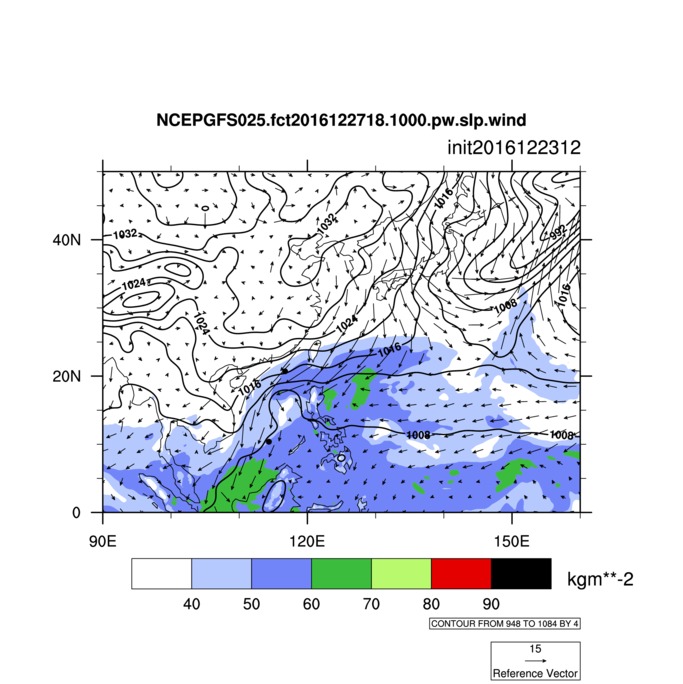 NCEPGFS025.fct2016122718.1000.pw.slp.wind
init2016122312
1016
1032
992
1032
40N
1024
1016
1008
1024
1024
1016
20N
1016
1008
1008
0
90E 120E 150E
40 50 60 70 80 90
kgm**-2
CONTOUR FROM 948 TO 1084 BY 4
15
Reference Vector